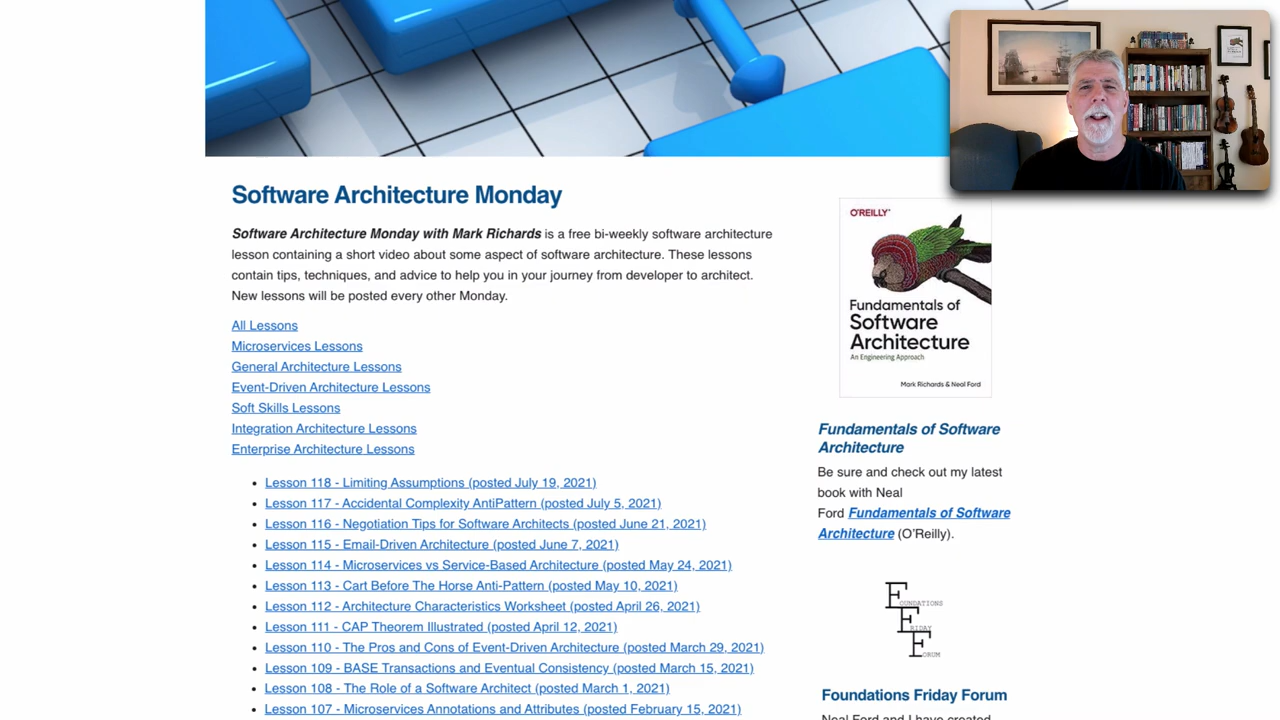 Software Architecture Monday
Software Architecture Monday with Mark Richards is a free bi-weekly software architecture
lesson containing a short video about some aspect of software architecture. These lessons
contain tips, techniques, and advice to help you in your journey from developer to architect.
New lessons will be posted every other Monday.
All Lessons
Microservices Lessons
General Architecture Lessons
Event-Driven Architecture Lessons
Soft Skills Lessons
Integration Architecture Lessons
Enterprise Architecture Lessons
Lesson 118 - Limiting Assumptions (posted July 19, 2021)
Lesson 117 - Accidental Complexity AntiPattern (posted July 5, 2021)
Lesson 116 - Negotiation Tips for Software Architects (posted June 21, 2021)
Lesson 115 - Email-Driven Architecture (posted June 7, 2021)
Lesson 114 - Microservices vs Service-Based Architecture (posted May 24, 2021)
Lesson 113 - Cart Before The Horse Anti-Pattern (posted May 10, 2021)
Lesson 112 - Architecture Characteristics Worksheet (posted April 26, 2021)
Lesson 111 - CAP Theorem Illustrated (posted April 12, 2021)
Lesson 110 - The Pros and Cons of Event-Driven Architecture (posted March 29, 2021)
Lesson 109 - BASE Transactions and Eventual Consistency (posted March 15, 2021)
Lesson 108 - The Role of a Software Architect (posted March 1, 2021)
Lesson 107 - Microservices Annotations and Attributes (posted February 15, 2021)
O'REILLY®
Fundamentals of
Software
Architecture
An Engineering Approach
Mark Richards & Neal Ford
Fundamentals of Software
Architecture
Be sure and check out my latest
book with Neal
Ford Fundamentals of Software
Architecture (O'Reilly).
FOUNDATIONS
FRIDAY
FORUM
Foundations Friday Forum
Neal Ford and I have created